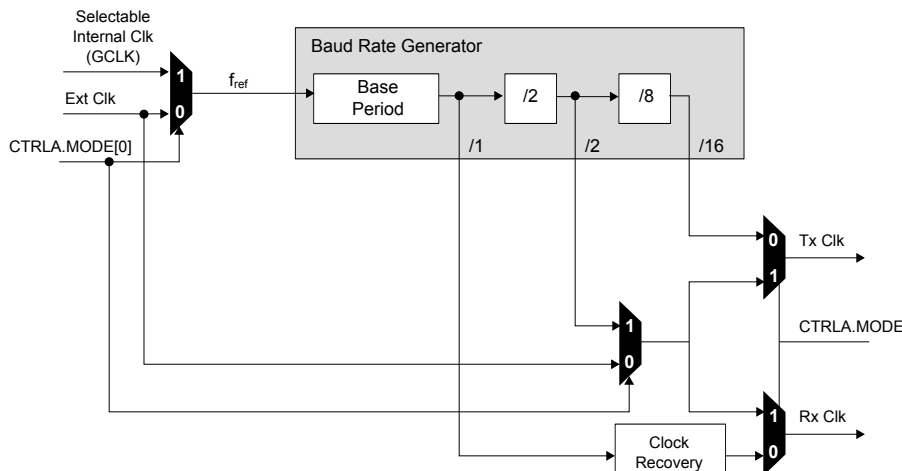 Selectable
Internal Clk
(GCLK)
Baud Rate Generator
1
f_ref
Base
Period
/2
/8
Ext Clk
0
CTRLA.MODE[0]
/1
/2
/16
0
Tx Clk
1
1
CTRLA.MODE
0
1
Rx Clk
0
Clock
Recovery